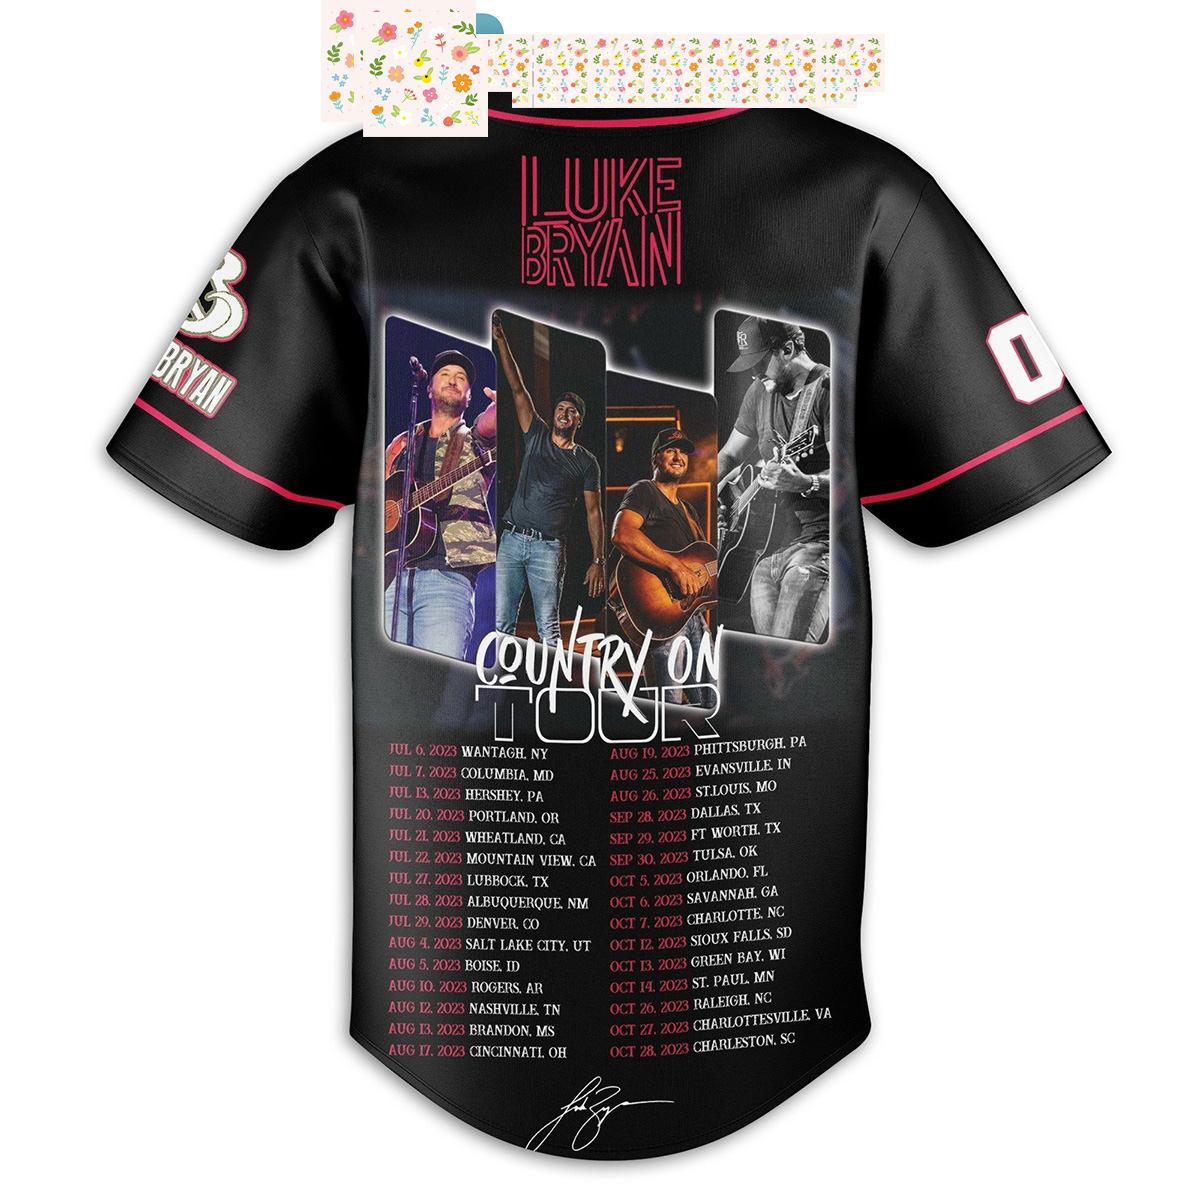 LUKE
BRYAN
BRYAN
0
COUNTRY ON
TOUR
JUL 6, 2023 WANTAGH, NY
JUL 7, 2023 COLUMBIA, MD
JUL 13, 2023 HERSHEY, PA
JUL 20, 2023 PORTLAND, OR
JUL 21, 2023 WHEATLAND, CA
JUL 22, 2023 MOUNTAIN VIEW, CA
JUL 27, 2023 LUBBOCK, TX
JUL 28, 2023 ALBUQUERQUE, NM
JUL 29, 2023 DENVER, CO
AUG 4, 2023 SALT LAKE CITY, UT
AUG 5, 2023 BOISE, ID
AUG 10, 2023 ROGERS, AR
AUG 12, 2023 NASHVILLE, TN
AUG 13, 2023 BRANDON, MS
AUG 17, 2023 CINCINNATI, OH
AUG 19, 2023 PHITTSBURGH, PA
AUG 25, 2023 EVANSVILLE, IN
AUG 26, 2023 ST.LOUIS, MO
SEP 28, 2023 DALLAS, TX
SEP 29, 2023 FT WORTH, TX
SEP 30, 2023 TULSA, OK
OCT 5, 2023 ORLANDO, FL
OCT 6, 2023 SAVANNAH, GA
OCT 7, 2023 CHARLOTTE, NC
OCT 12, 2023 SIOUX FALLS, SD
OCT 13, 2023 GREEN BAY, WI
OCT 14, 2023 ST. PAUL, MN
OCT 26, 2023 RALEIGH, NC
OCT 27, 2023 CHARLOTTESVILLE, VA
OCT 28, 2023 CHARLESTON, SC